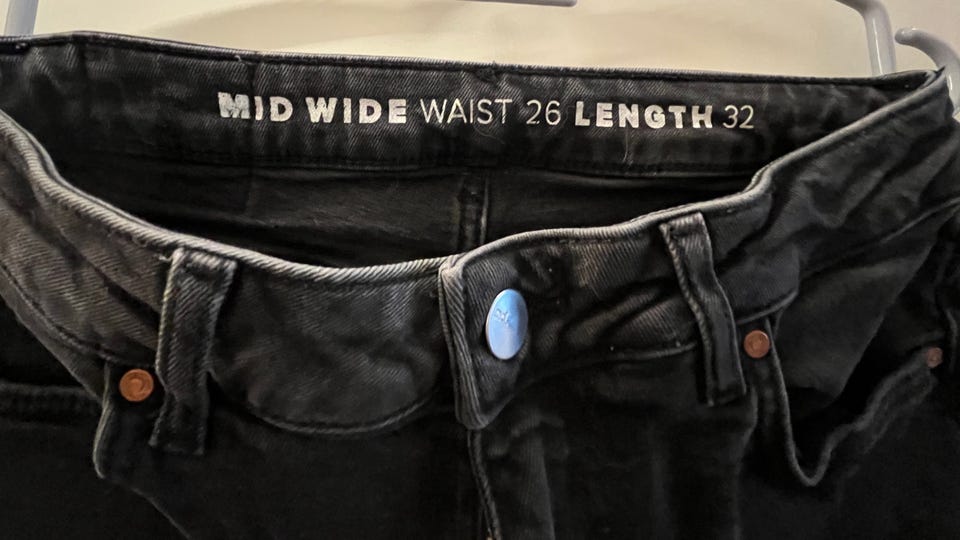 MID WIDE WAIST 26 LENGTH 32